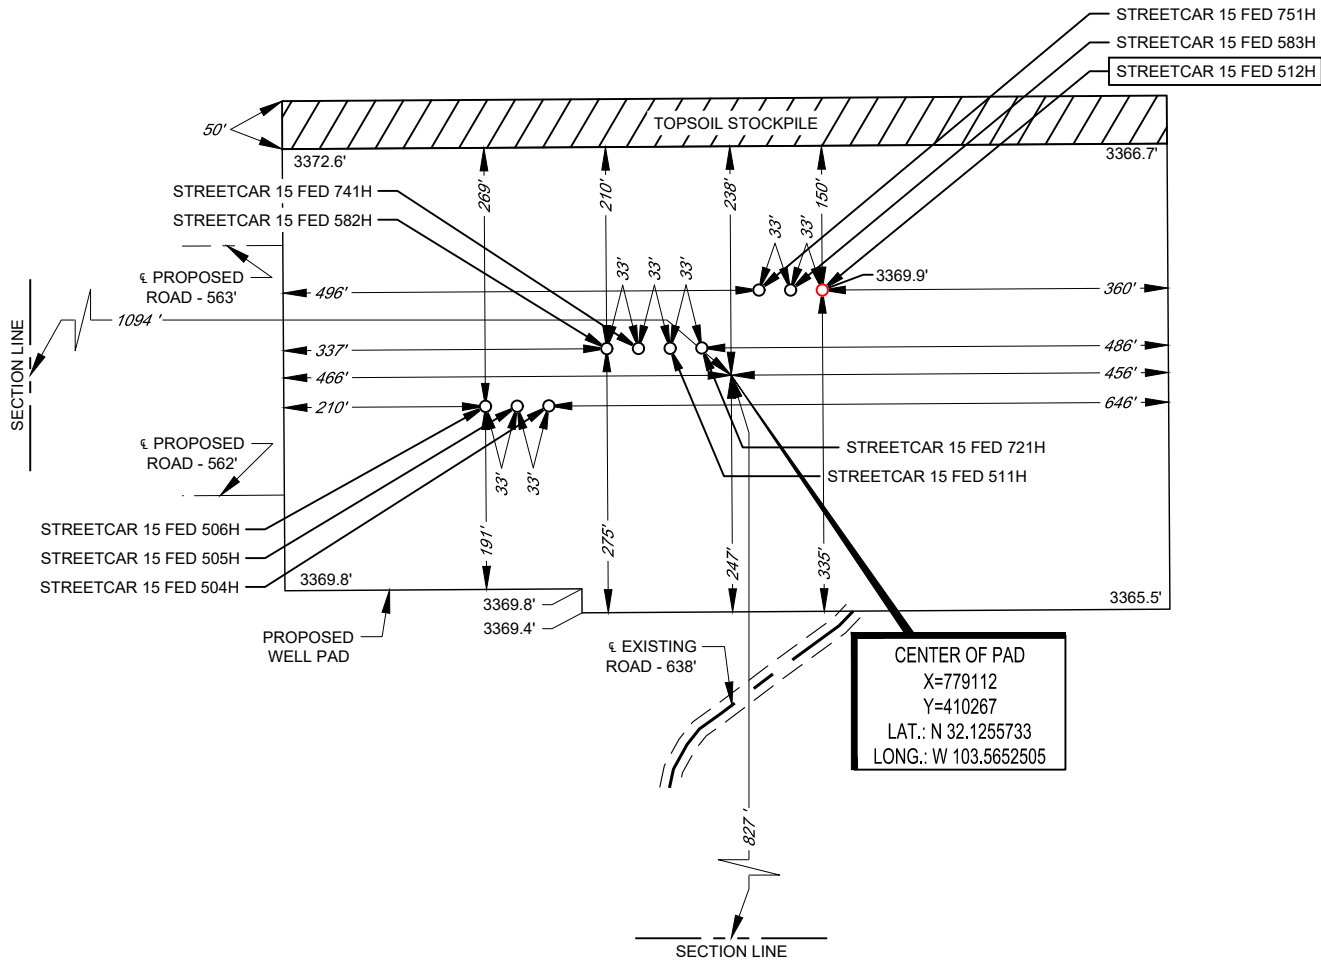 STREETCAR 15 FED 751H
STREETCAR 15 FED 583H
STREETCAR 15 FED 512H
TOPSOIL STOCKPILE
50'
3372.6'
3366.7'
STREETCAR 15 FED 741H
STREETCAR 15 FED 582H
269'
210'
238'
150'
33'
33'
33'
33'
33'
℄ PROPOSED
ROAD - 563'
3369.9'
496'
360'
SECTION LINE
1094 '
337'
486'
466'
456'
210'
646'
℄ PROPOSED
ROAD - 562'
STREETCAR 15 FED 721H
STREETCAR 15 FED 511H
33'
33'
STREETCAR 15 FED 506H
STREETCAR 15 FED 505H
STREETCAR 15 FED 504H
191'
275'
247'
335'
3369.8'
3369.8'
3369.4'
3365.5'
PROPOSED
WELL PAD
℄ EXISTING
ROAD - 638'
CENTER OF PAD
X=779112
Y=410267
LAT.: N 32.1255733
LONG.: W 103.5652505
827 '
SECTION LINE